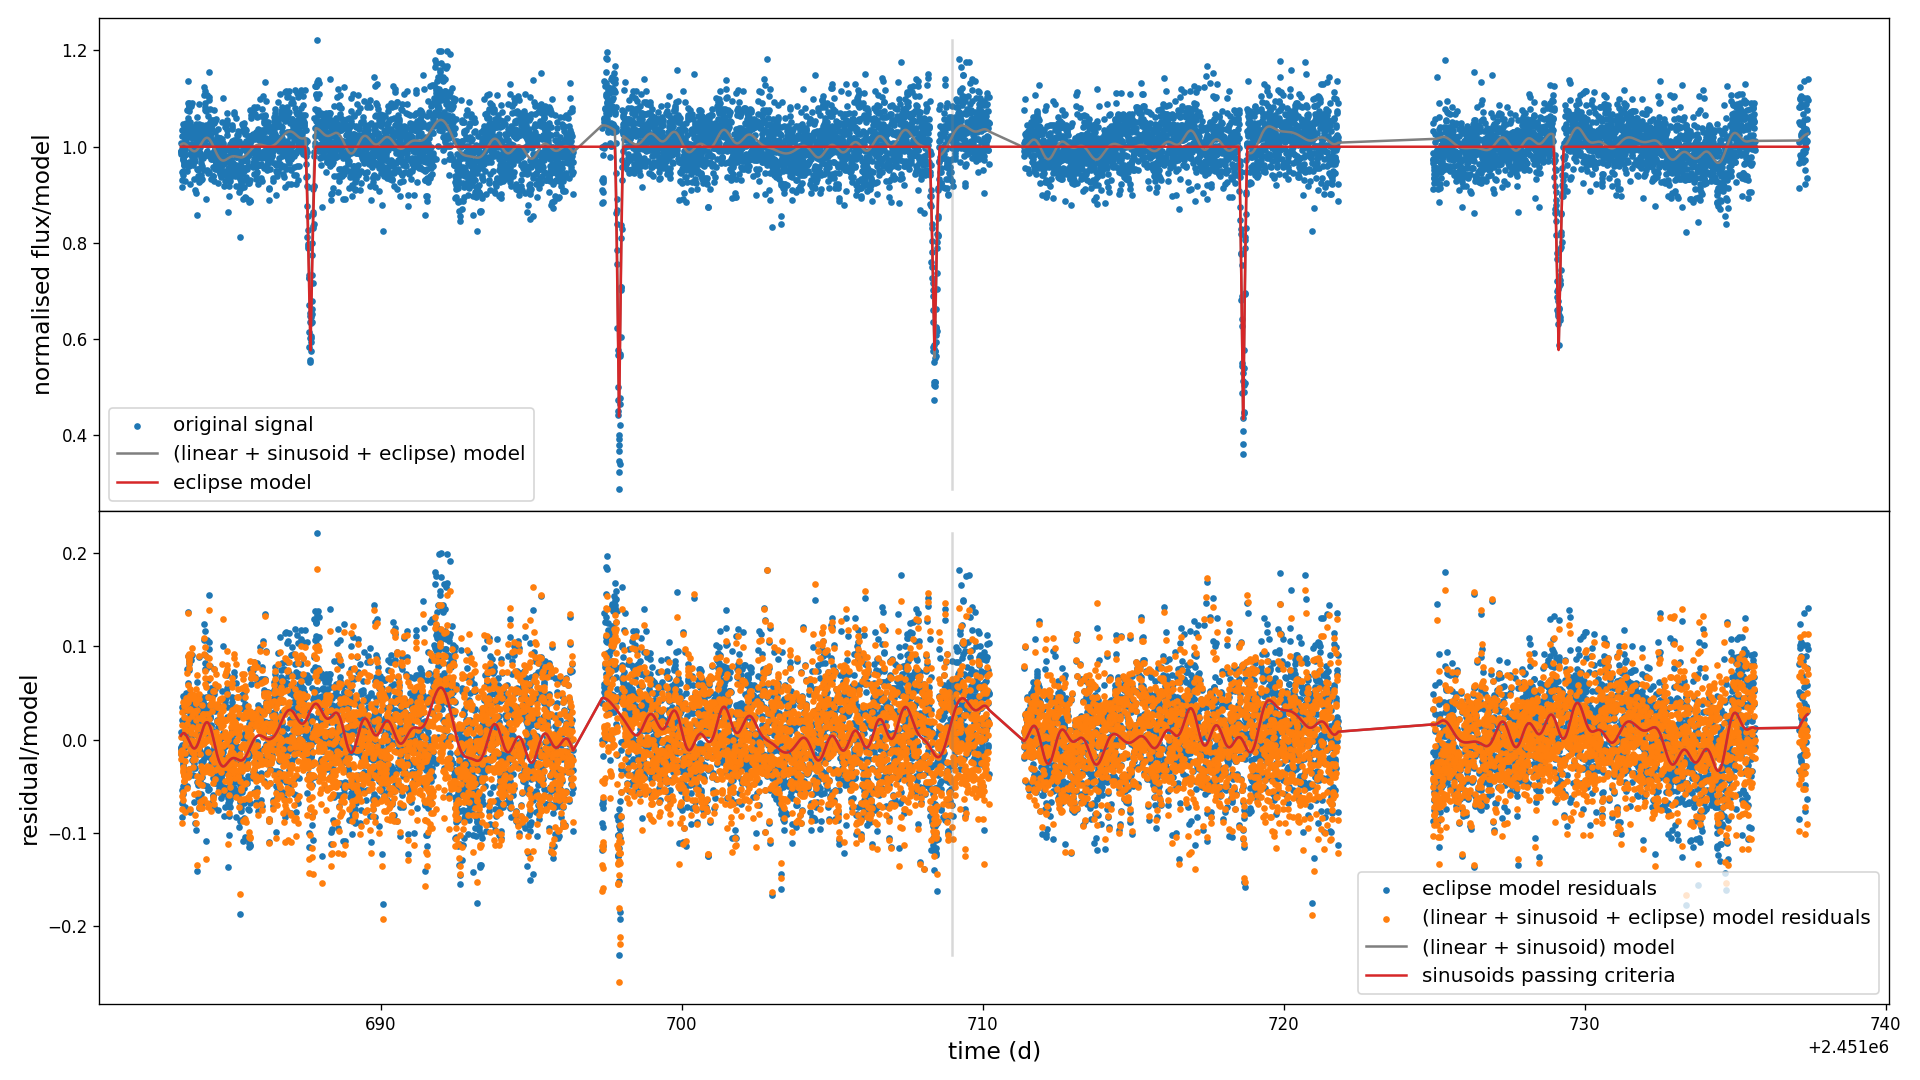 1.2
1.0
0.8
0.6
0.4
normalised flux/model
original signal
(linear + sinusoid + eclipse) model
eclipse model
0.2
0.1
0.0
−0.1
−0.2
residual/model
eclipse model residuals
(linear + sinusoid + eclipse) model residuals
(linear + sinusoid) model
sinusoids passing criteria
690
700
710
720
730
740
time (d)
+2.451e6